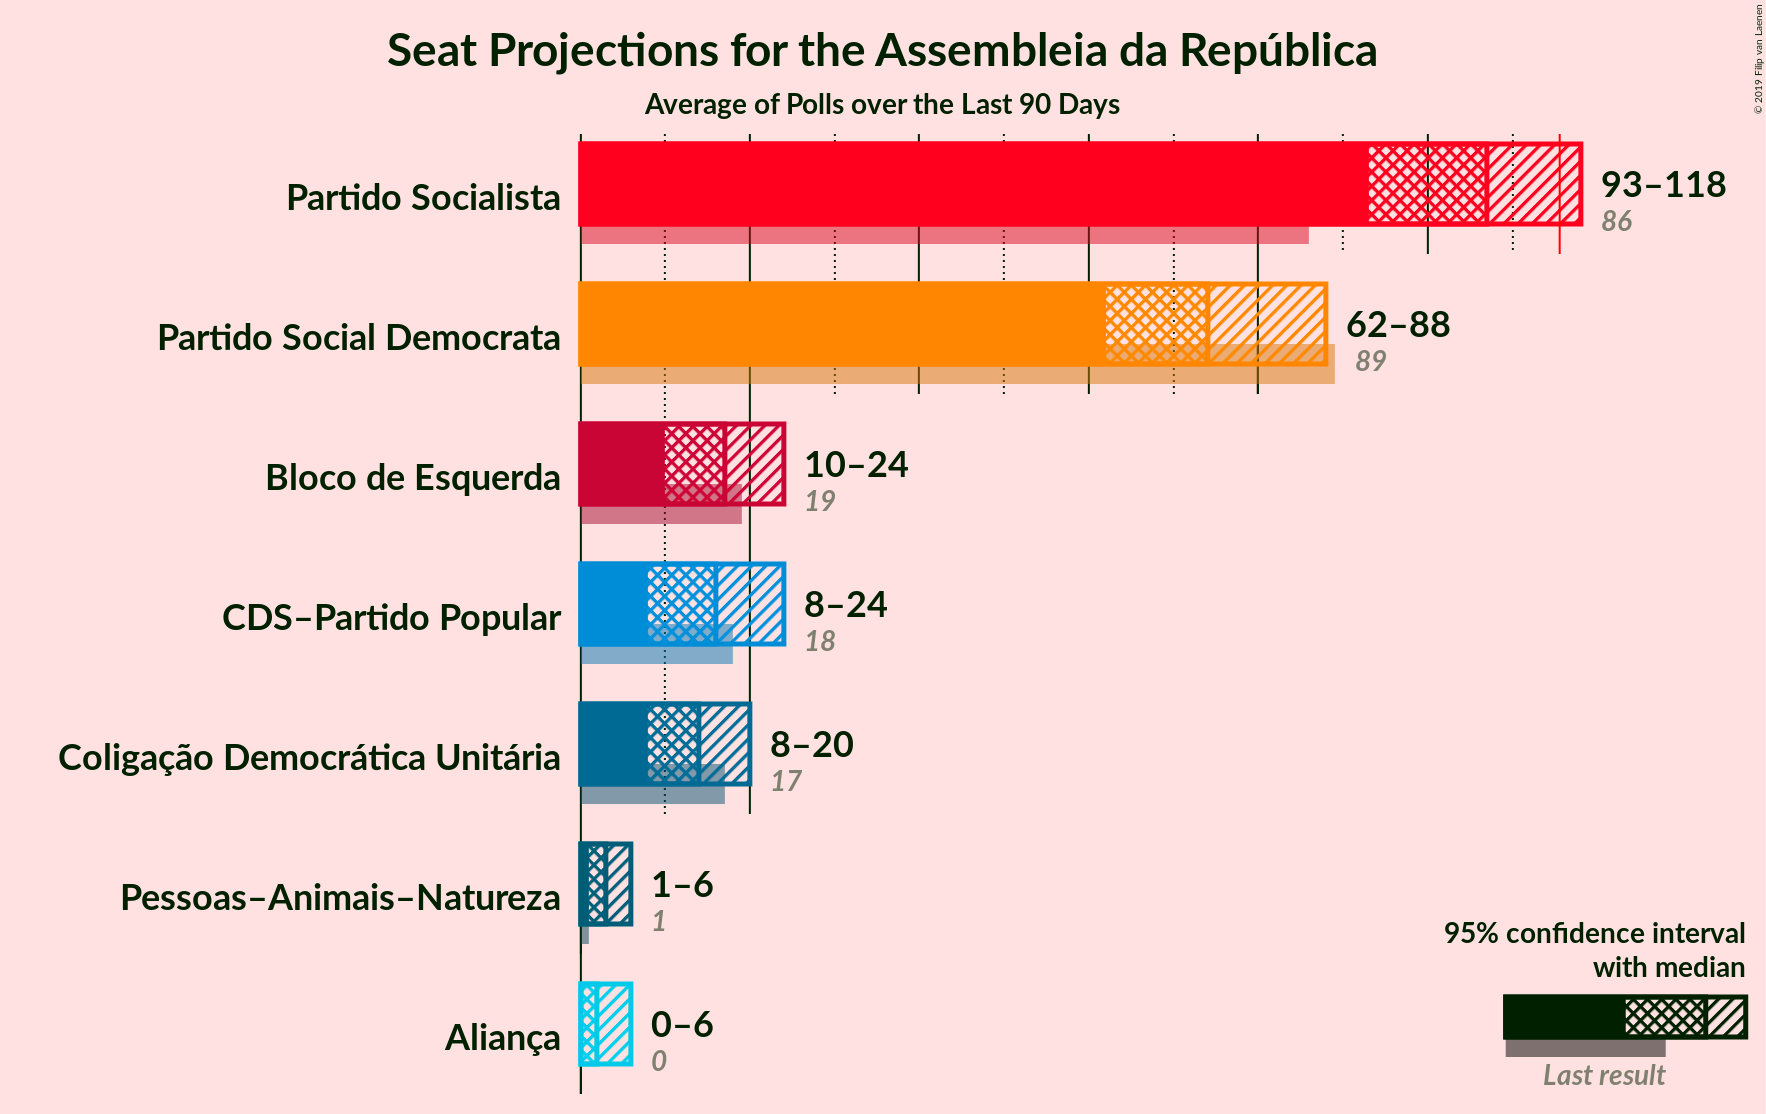 Seat Projections for the Assembleia da República
Average of Polls over the Last 90 Days
© 2019 Filip van Laenen
Partido Socialista
93–118
86
Partido Social Democrata
62–88
89
Bloco de Esquerda
10–24
19
CDS–Partido Popular
8–24
18
Coligação Democrática Unitária
8–20
17
Pessoas–Animais–Natureza
1–6
1
Aliança
0–6
0
95% confidence interval
with median
Last result